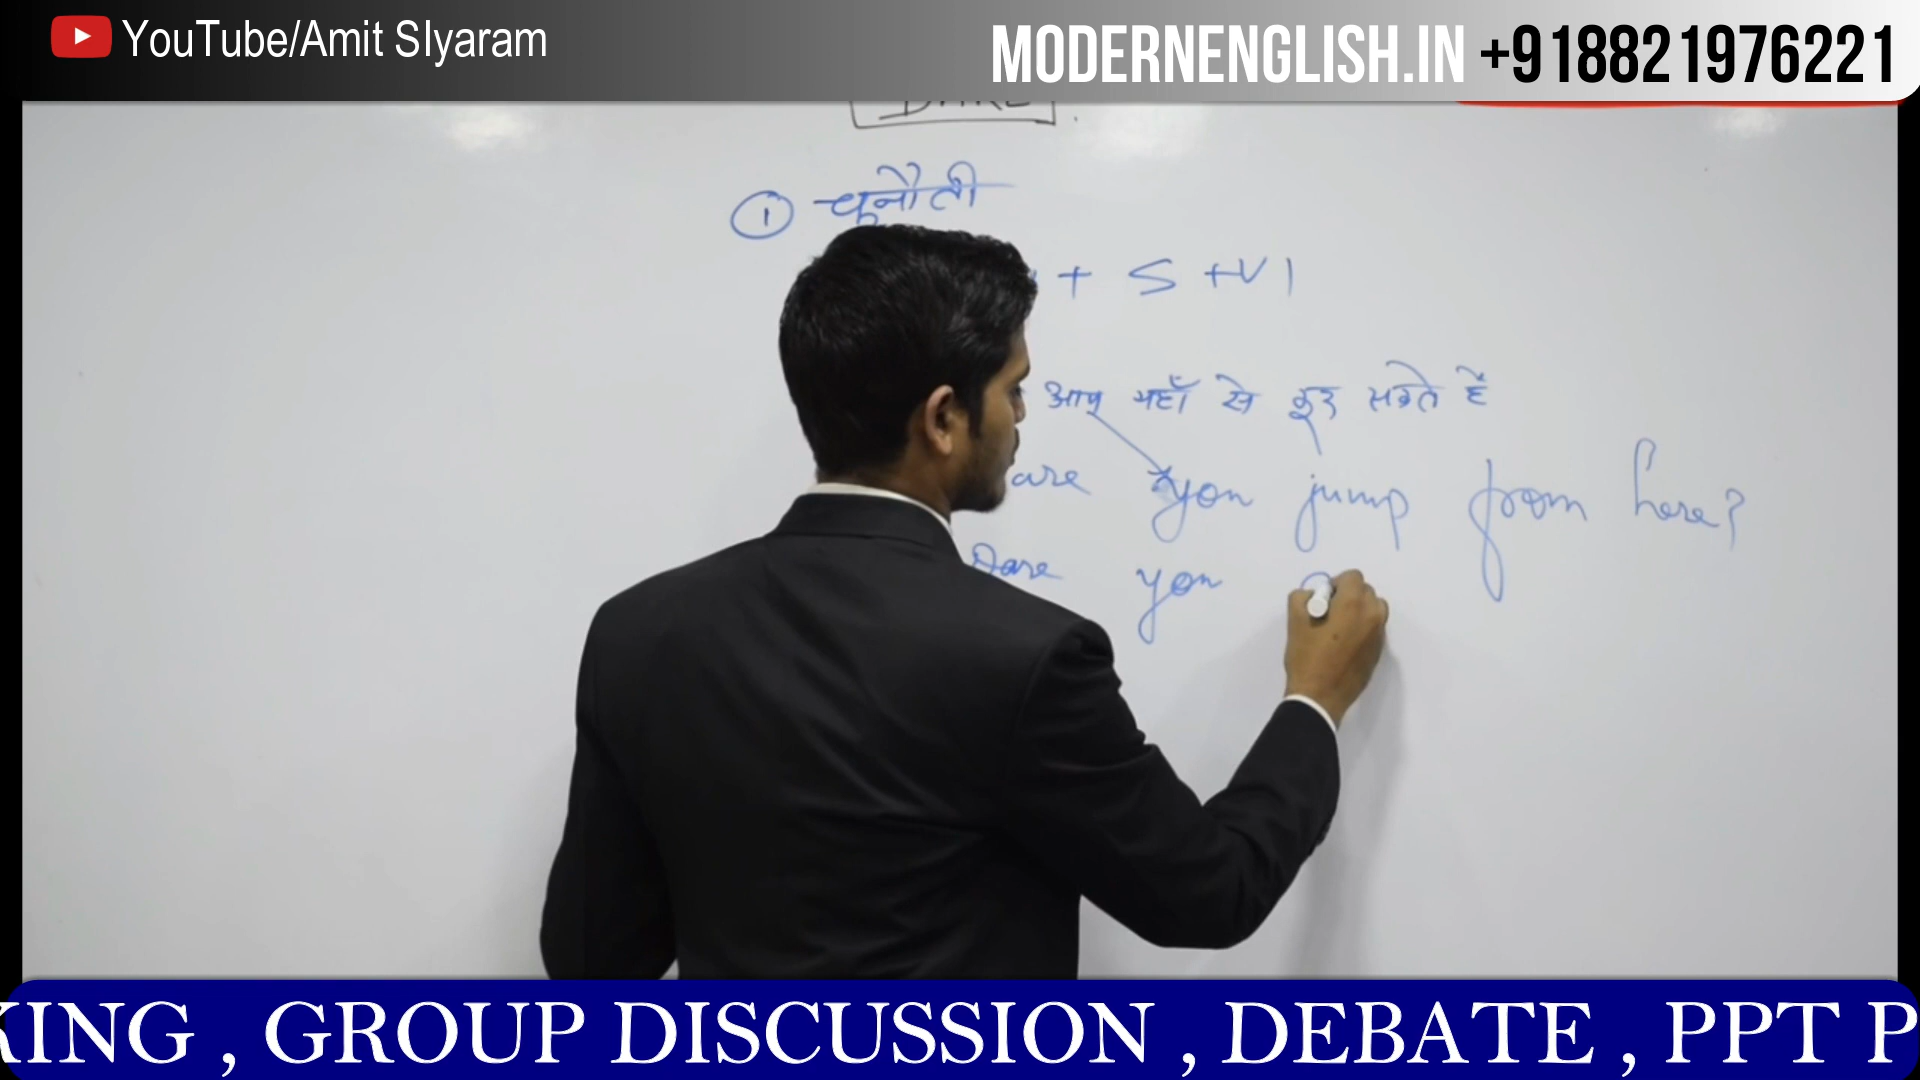 YouTube/Amit SIyaram
MODERNENGLISH.IN +918821976221
① चुनौती
+ S + V1
आप यहाँ से कूद सकते हैं
are you jump from here?
Dare you
KING , GROUP DISCUSSION , DEBATE , PPT P